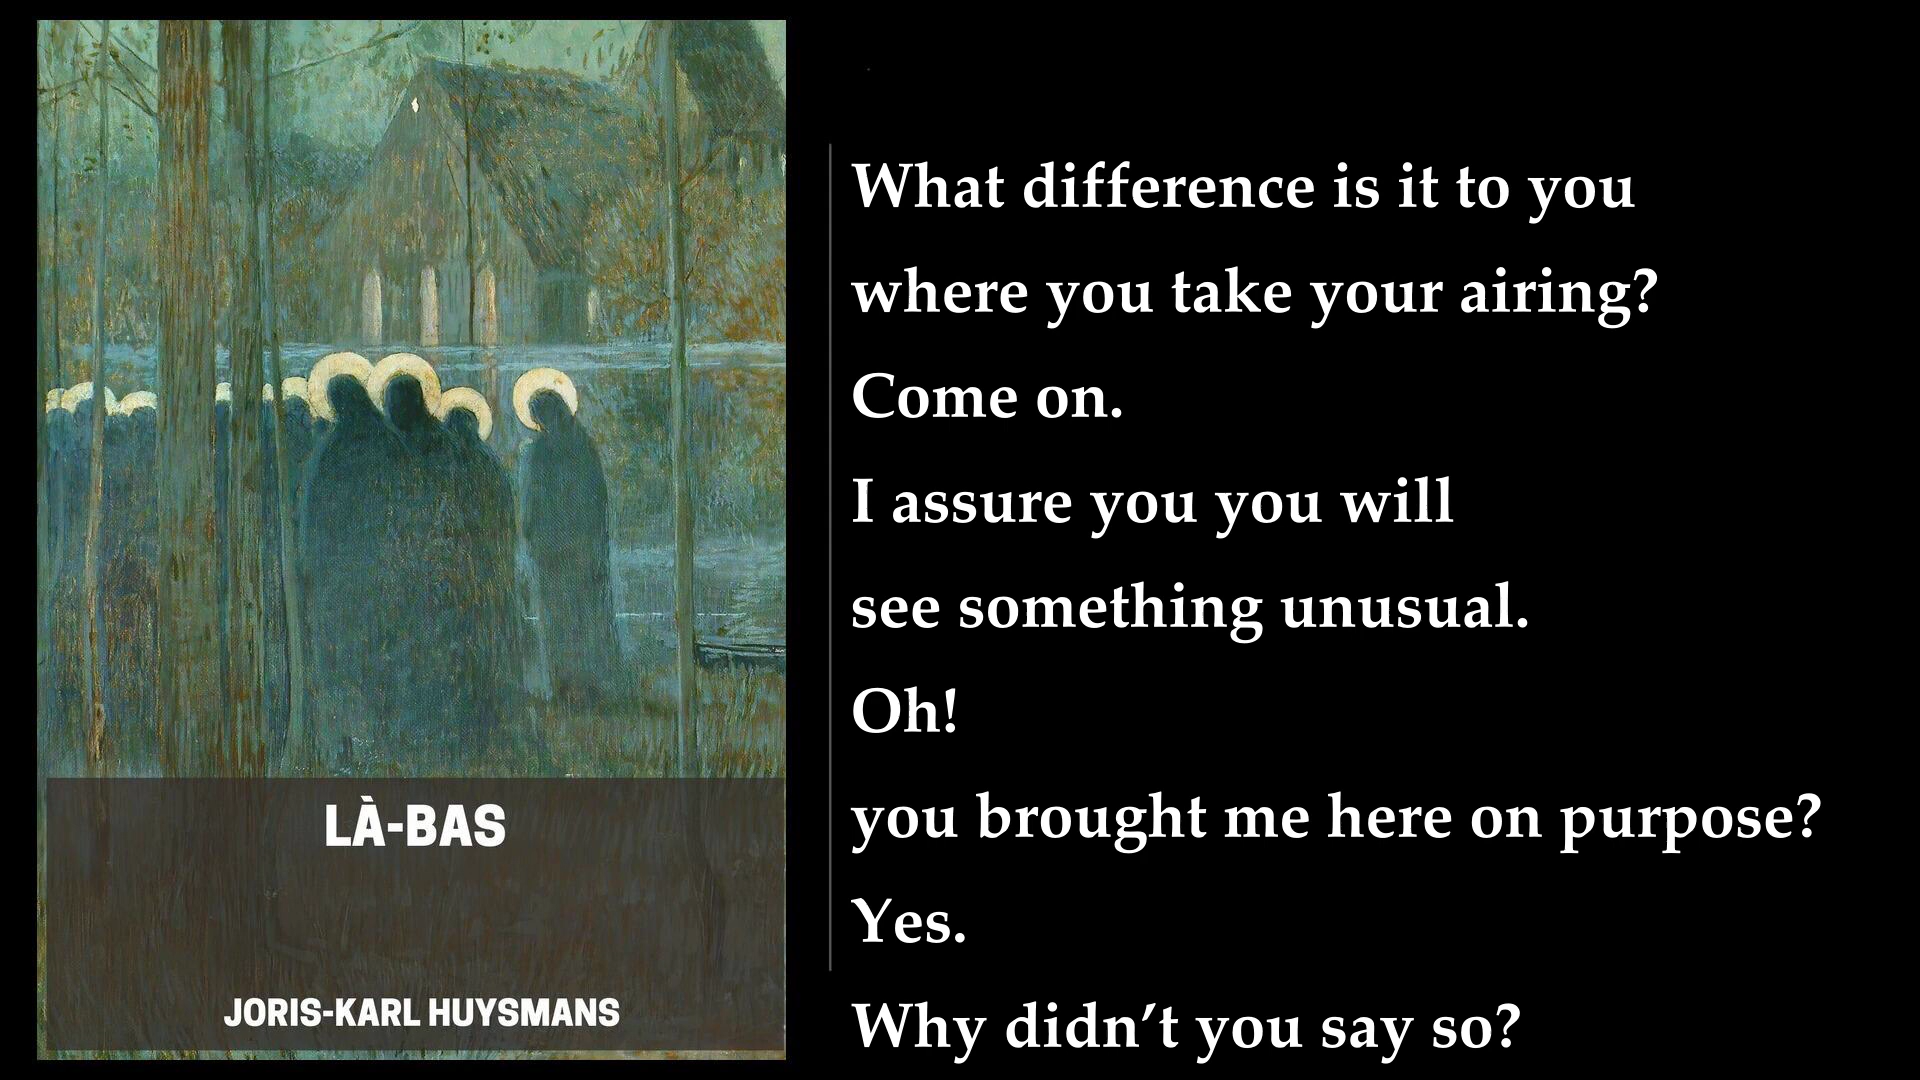 LÀ-BAS
JORIS-KARL HUYSMANS
What difference is it to you
where you take your airing?
Come on.
I assure you you will
see something unusual.
Oh!
you brought me here on purpose?
Yes.
Why didn’t you say so?